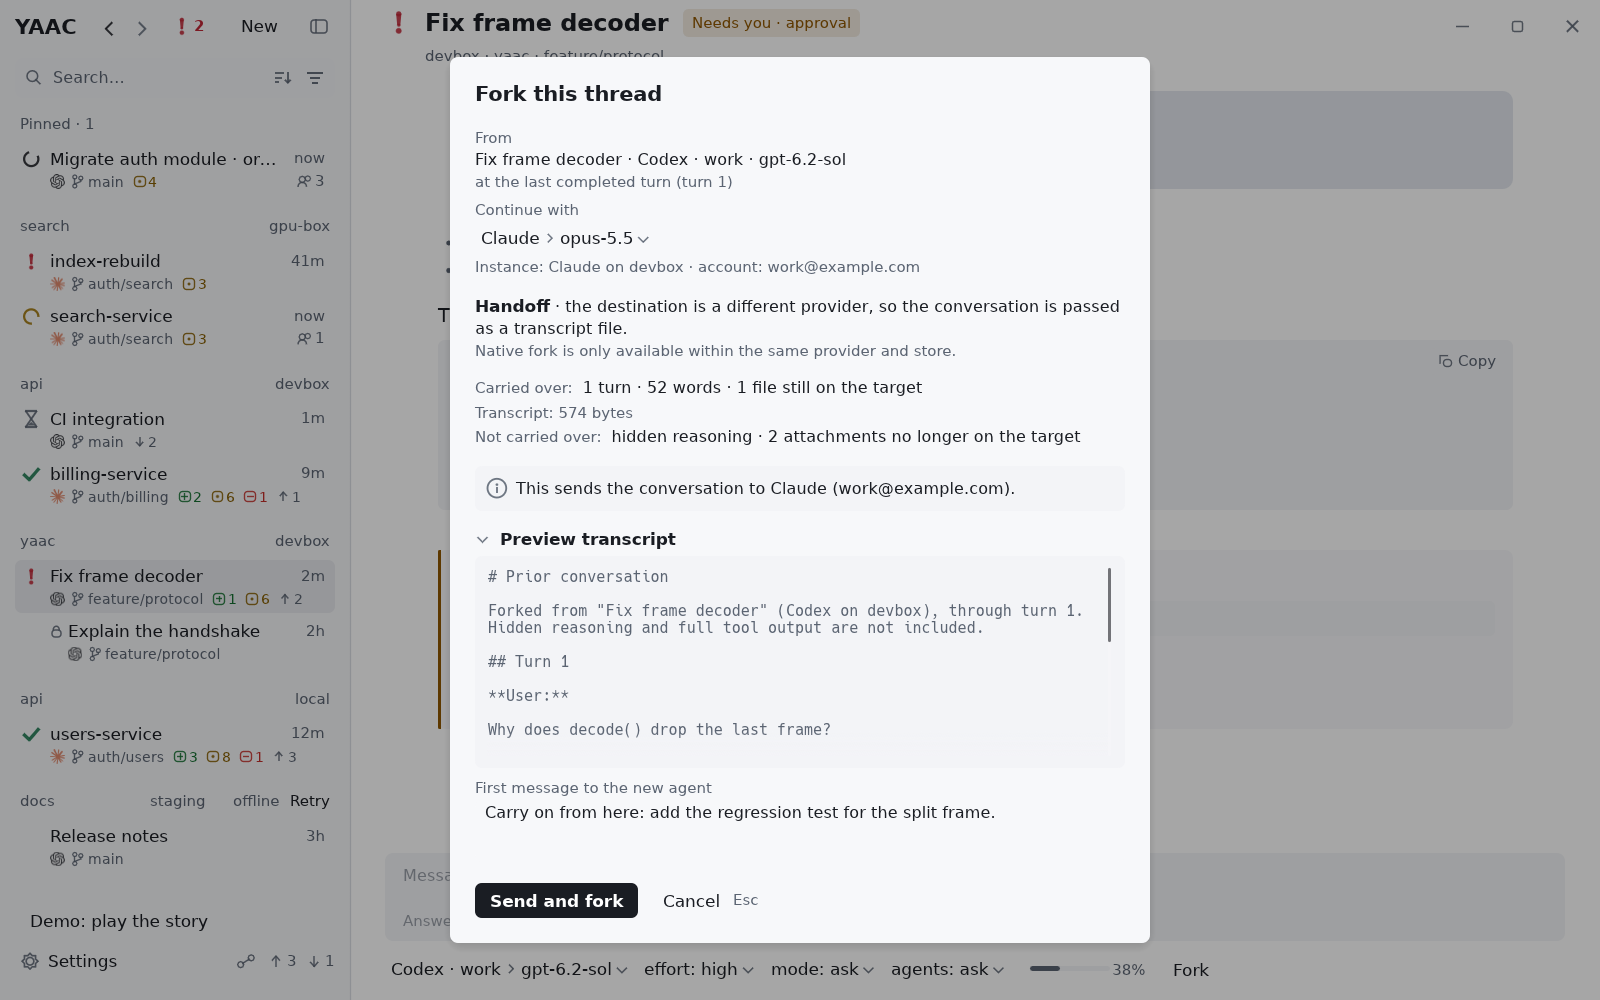 YAAC
2
New
Search...
Pinned · 1
Migrate auth module · or...
now
main
4
3
search
gpu-box
index-rebuild
41m
auth/search
3
search-service
now
auth/search
3
1
api
devbox
CI integration
1m
main
2
billing-service
9m
auth/billing
2
6
1
1
yaac
devbox
Fix frame decoder
2m
feature/protocol
1
6
2
Explain the handshake
2h
feature/protocol
api
local
users-service
12m
auth/users
3
8
1
3
docs
staging
offline
Retry
Release notes
3h
main
Demo: play the story
Settings
3
1
Fix frame decoder
Needs you · approval
devbox · yaac · feature/protocol
T
Copy
Fork this thread
From
Fix frame decoder · Codex · work · gpt-6.2-sol
at the last completed turn (turn 1)
Continue with
Claude › opus-5.5
Instance: Claude on devbox · account: work@example.com
Handoff · the destination is a different provider, so the conversation is passed
as a transcript file.
Native fork is only available within the same provider and store.
Carried over: 1 turn · 52 words · 1 file still on the target
Transcript: 574 bytes
Not carried over: hidden reasoning · 2 attachments no longer on the target
This sends the conversation to Claude (work@example.com).
Preview transcript
# Prior conversation
Forked from "Fix frame decoder" (Codex on devbox), through turn 1.
Hidden reasoning and full tool output are not included.
## Turn 1
**User:**
Why does decode() drop the last frame?
First message to the new agent
Carry on from here: add the regression test for the split frame.
Send and fork
Cancel
Esc
Messa
Answe
Codex · work › gpt-6.2-sol
effort: high
mode: ask
agents: ask
38%
Fork